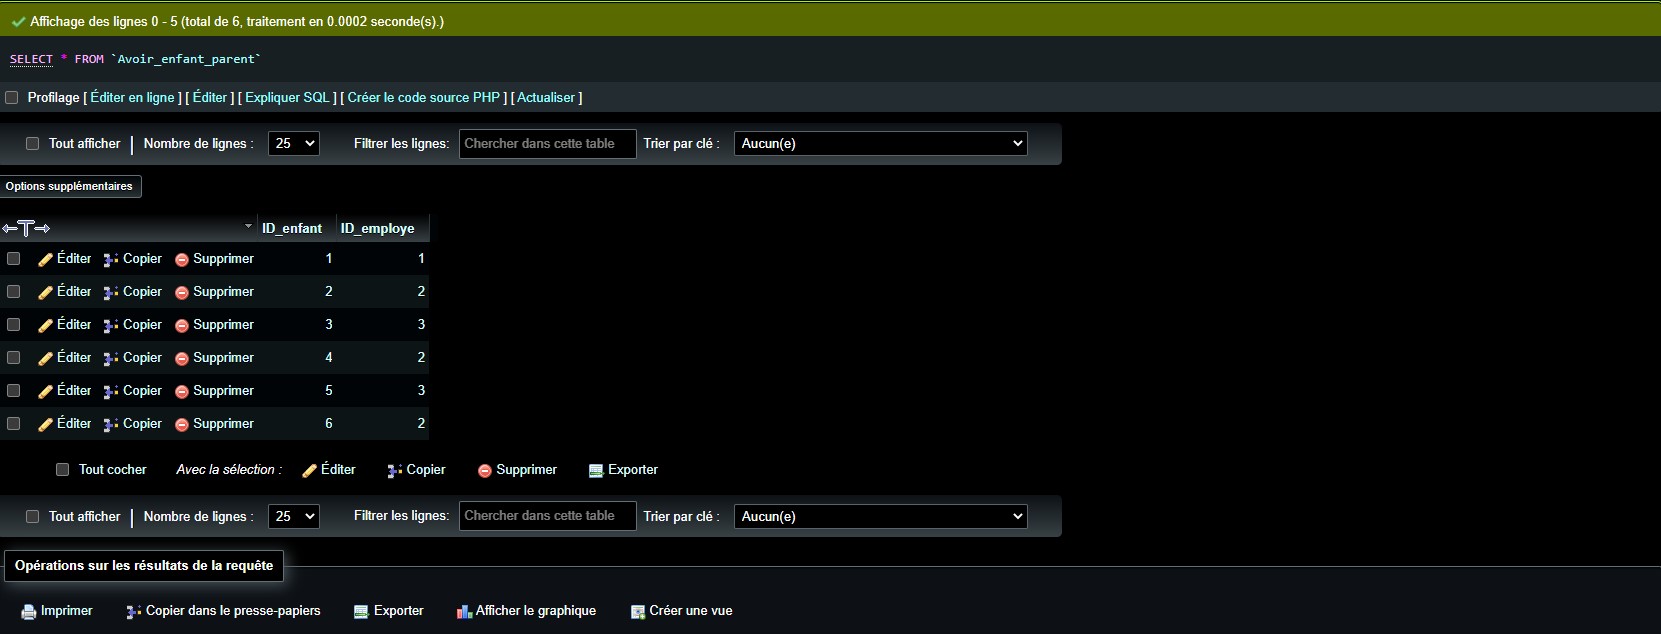 Affichage des lignes 0 - 5 (total de 6, traitement en 0.0002 seconde(s).)
SELECT * FROM `Avoir_enfant_parent`
Profilage [ Éditer en ligne ] [ Éditer ] [ Expliquer SQL ] [ Créer le code source PHP ] [ Actualiser ]
Tout afficher | Nombre de lignes : 25 Filtrer les lignes: Chercher dans cette table Trier par clé : Aucun(e)
Options supplémentaires
ID_enfant ID_employe
Éditer Copier Supprimer 1 1
Éditer Copier Supprimer 2 2
Éditer Copier Supprimer 3 3
Éditer Copier Supprimer 4 2
Éditer Copier Supprimer 5 3
Éditer Copier Supprimer 6 2
Tout cocher Avec la sélection : Éditer Copier Supprimer Exporter
Tout afficher | Nombre de lignes : 25 Filtrer les lignes: Chercher dans cette table Trier par clé : Aucun(e)
Opérations sur les résultats de la requête
Imprimer Copier dans le presse-papiers Exporter Afficher le graphique Créer une vue